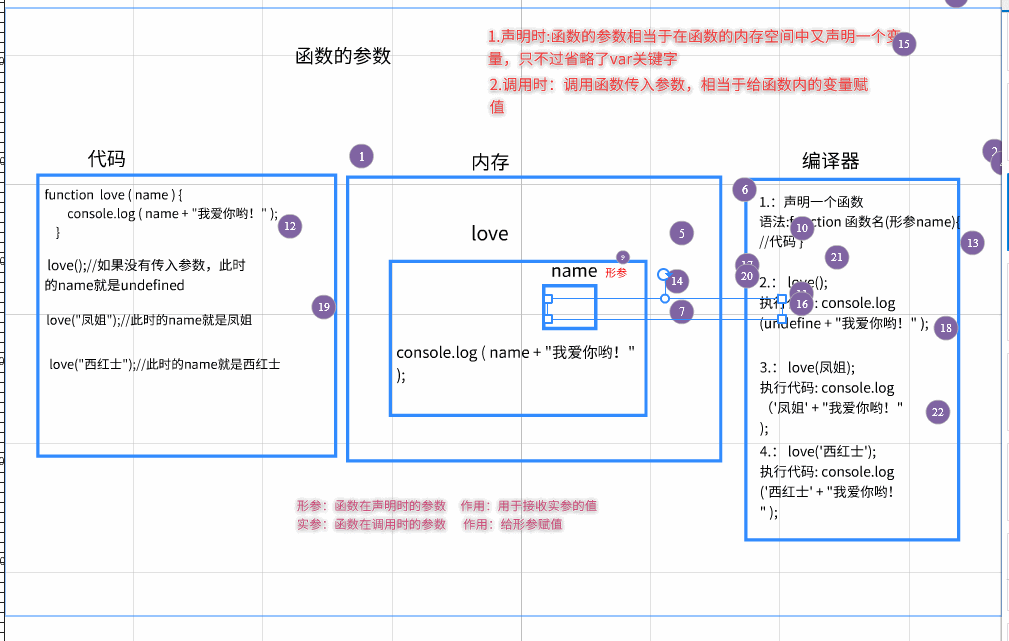 函数的参数
1.声明时:函数的参数相当于在函数的内存空间中又声明一个变
量，只不过省略了var关键字
2.调用时：调用函数传入参数，相当于给函数内的变量赋
值
15
代码
1
内存
编译器
function love ( name ) {
console.log ( name + "我爱你哟！" );
}
12
love();//如果没有传入参数，此时
的name就是undefined
19
love("凤姐");//此时的name就是凤姐
love("西红士");//此时的name就是西红士
love
5
9
name 形参
14
7
console.log ( name + "我爱你哟！"
);
6
1.：声明一个函数
语法:function 函数名(形参name){
10
//代码 }
13
21
20
2.： love();
16
执行代码: console.log
(undefine + "我爱你哟！" );
18
3.： love(凤姐);
执行代码: console.log
（'凤姐' + "我爱你哟！"
22
);
4.： love('西红士');
执行代码: console.log
('西红士' + "我爱你哟！
" );
形参：函数在声明时的参数 作用：用于接收实参的值
实参：函数在调用时的参数 作用：给形参赋值